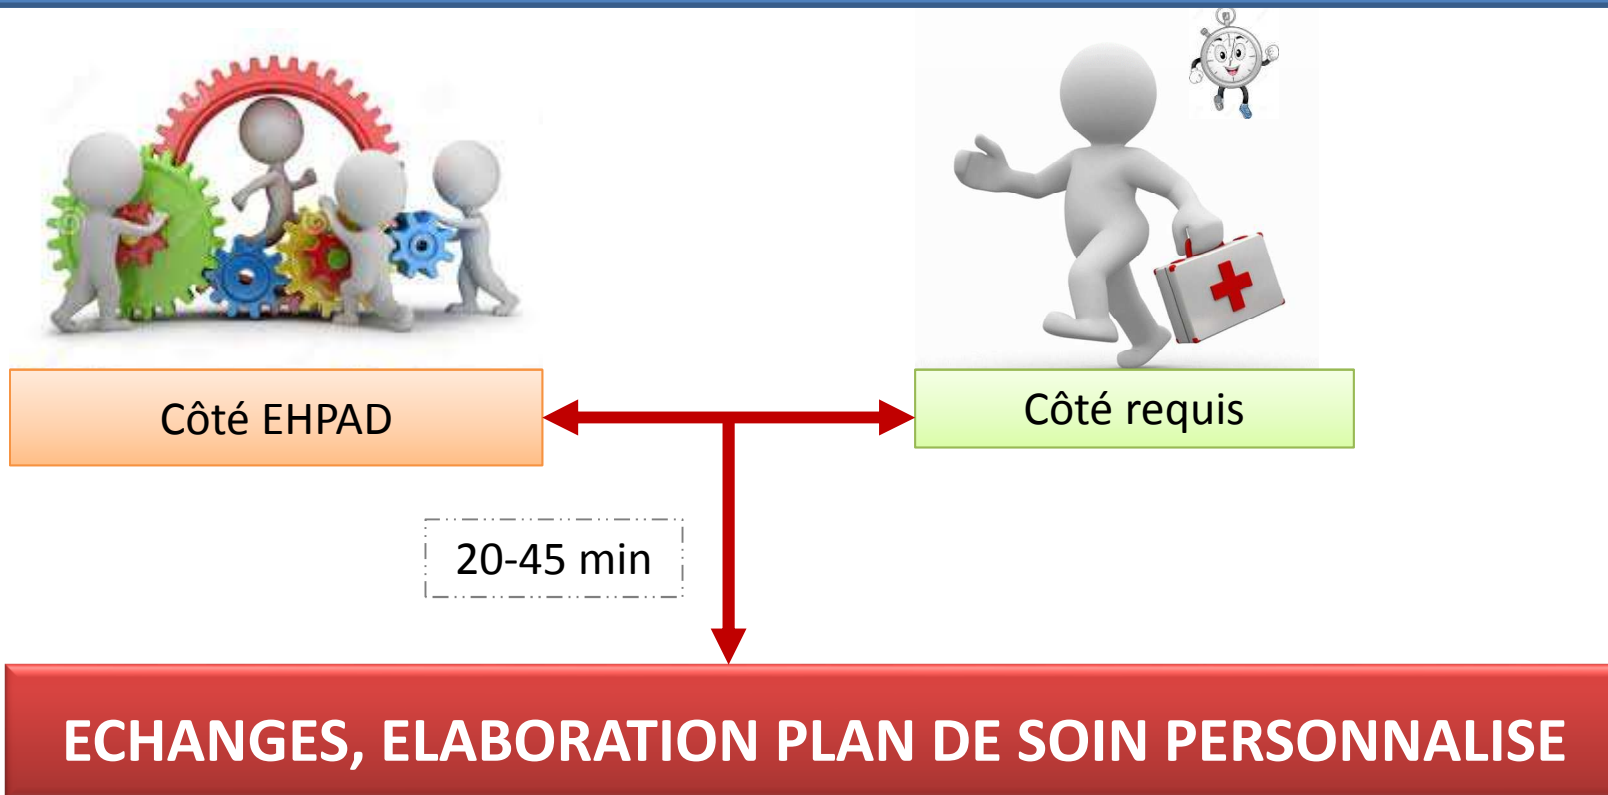 Côté EHPAD
Côté requis
20-45 min
ECHANGES, ELABORATION PLAN DE SOIN PERSONNALISE